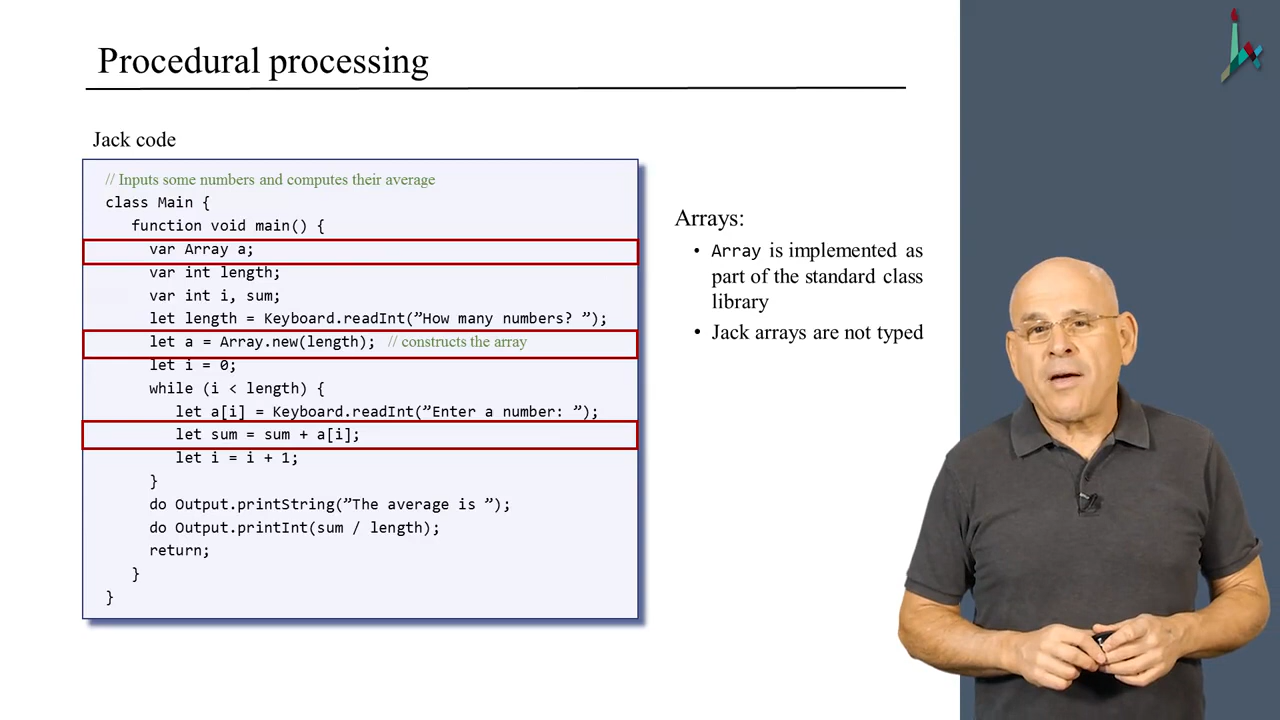 Procedural processing
Jack code
// Inputs some numbers and computes their average
class Main {
function void main() {
var Array a;
var int length;
var int i, sum;
let length = Keyboard.readInt(”How many numbers? ”);
let a = Array.new(length); // constructs the array
let i = 0;
while (i < length) {
let a[i] = Keyboard.readInt(”Enter a number: ”);
let sum = sum + a[i];
let i = i + 1;
}
do Output.printString(”The average is ”);
do Output.printInt(sum / length);
return;
}
}
Arrays:
• Array is implemented as
part of the standard class
library
• Jack arrays are not typed